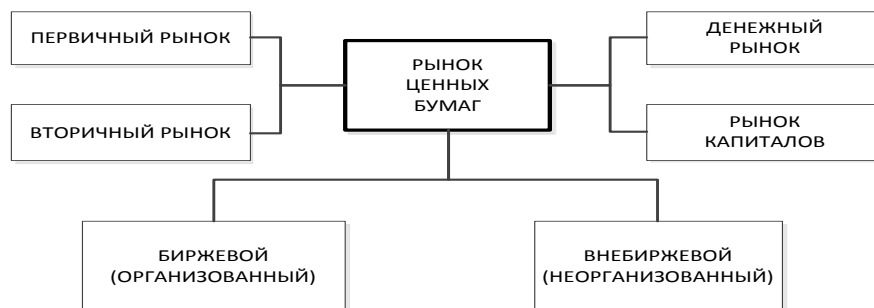 ПЕРВИЧНЫЙ РЫНОК
ВТОРИЧНЫЙ РЫНОК
РЫНОК
ЦЕННЫХ
БУМАГ
ДЕНЕЖНЫЙ
РЫНОК
РЫНОК
КАПИТАЛОВ
БИРЖЕВОЙ
(ОРГАНИЗОВАННЫЙ)
ВНЕБИРЖЕВОЙ
(НЕОРГАНИЗОВАННЫЙ)